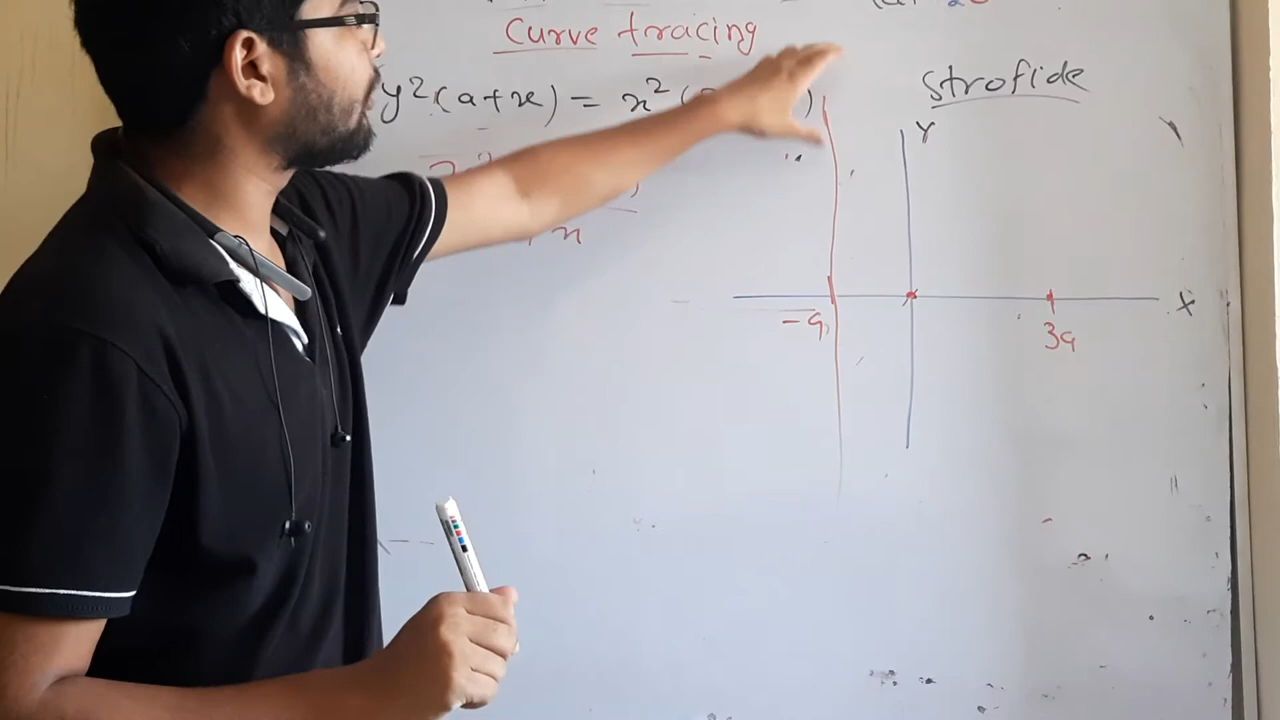 Curve tracing
y²(a+x) = x² ( )
Strofide
Y
X
-a
3a
x